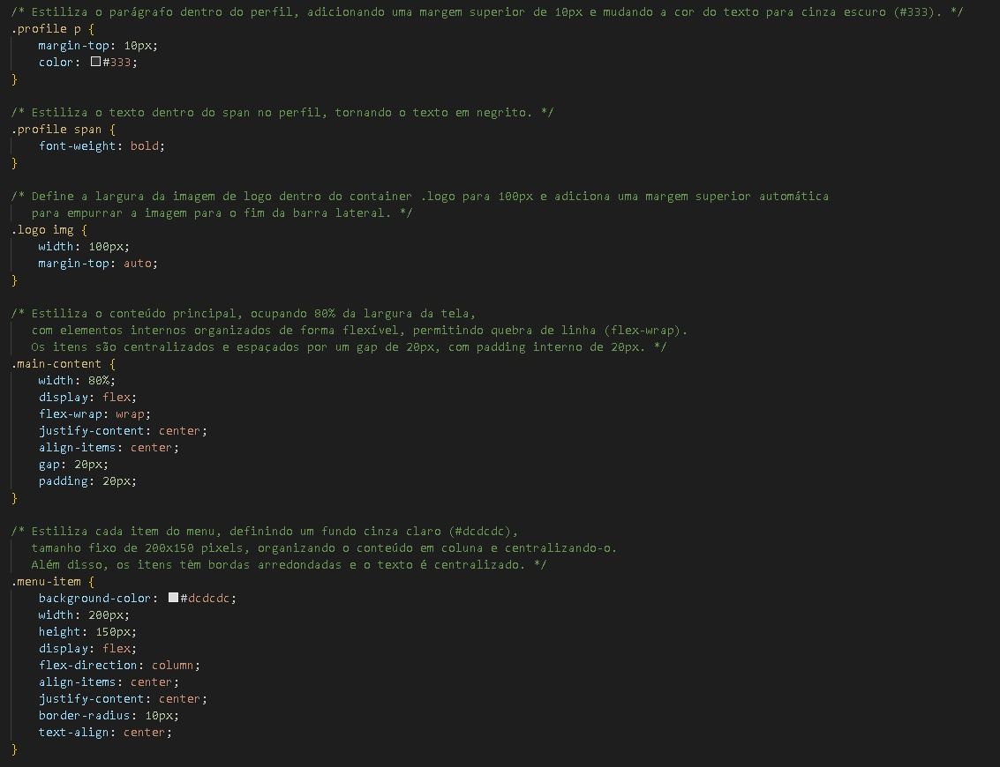 /* Estiliza o parágrafo dentro do perfil, adicionando uma margem superior de 10px e mudando a cor do texto para cinza escuro (#333). */
.profile p {
    margin-top: 10px;
    color: #333;
}

/* Estiliza o texto dentro do span no perfil, tornando o texto em negrito. */
.profile span {
    font-weight: bold;
}

/* Define a largura da imagem de logo dentro do container .logo para 100px e adiciona uma margem superior automática
   para empurrar a imagem para o fim da barra lateral. */
.logo img {
    width: 100px;
    margin-top: auto;
}

/* Estiliza o conteúdo principal, ocupando 80% da largura da tela,
   com elementos internos organizados de forma flexível, permitindo quebra de linha (flex-wrap).
   Os itens são centralizados e espaçados por um gap de 20px, com padding interno de 20px. */
.main-content {
    width: 80%;
    display: flex;
    flex-wrap: wrap;
    justify-content: center;
    align-items: center;
    gap: 20px;
    padding: 20px;
}

/* Estiliza cada item do menu, definindo um fundo cinza claro (#dcdcdc),
   tamanho fixo de 200x150 pixels, organizando o conteúdo em coluna e centralizando-o.
   Além disso, os itens têm bordas arredondadas e o texto é centralizado. */
.menu-item {
    background-color: #dcdcdc;
    width: 200px;
    height: 150px;
    display: flex;
    flex-direction: column;
    align-items: center;
    justify-content: center;
    border-radius: 10px;
    text-align: center;
}